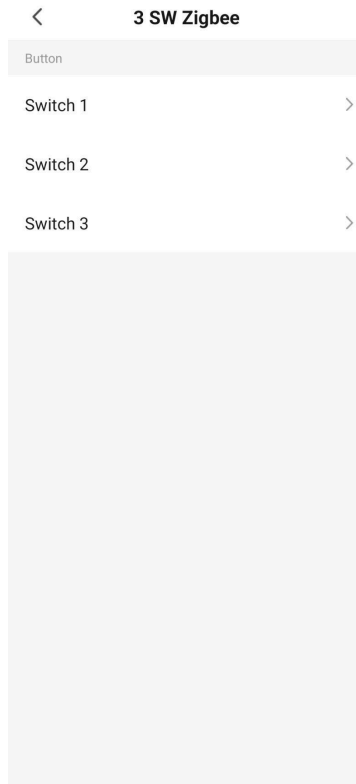 3 SW Zigbee
Button
Switch 1
Switch 2
Switch 3